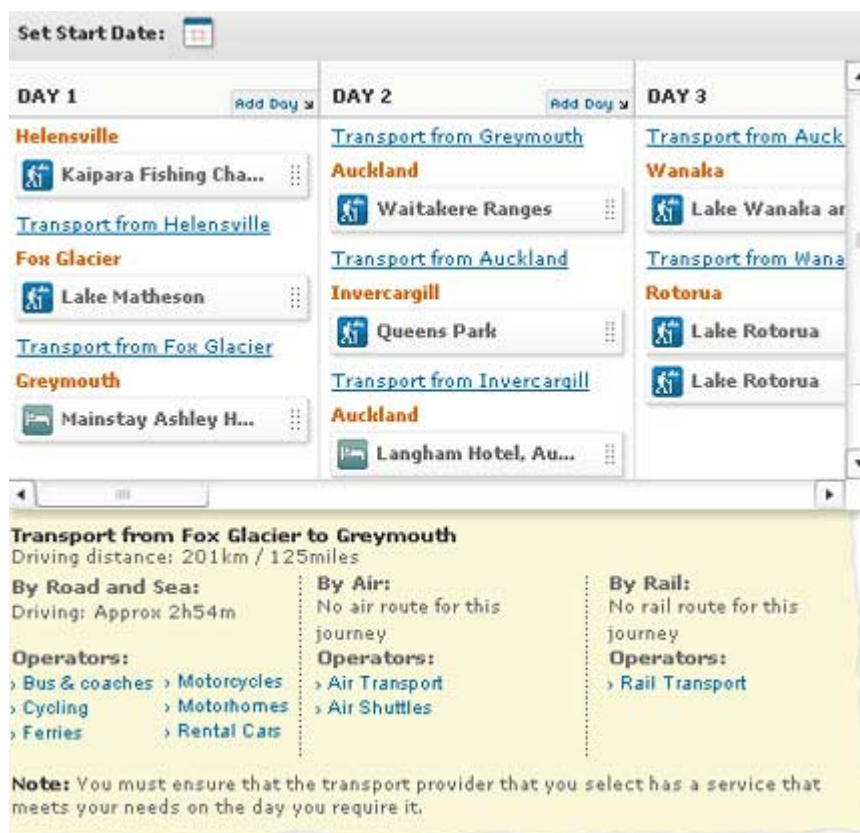 Set Start Date:
DAY 1
Add Day
Helensville
Kaipara Fishing Cha...
Transport from Helensville
Fox Glacier
Lake Matheson
Transport from Fox Glacier
Greymouth
Mainstay Ashley H...
DAY 2
Add Day
Transport from Greymouth
Auckland
Waitakere Ranges
Transport from Auckland
Invercargill
Queens Park
Transport from Invercargill
Auckland
Langham Hotel, Au...
DAY 3
Transport from Auck
Wanaka
Lake Wanaka ar
Transport from Wana
Rotorua
Lake Rotorua
Lake Rotorua
Transport from Fox Glacier to Greymouth
Driving distance: 201km / 125miles
By Road and Sea:
Driving: Approx 2h54m
Operators:
› Bus & coaches › Motorcycles
› Cycling › Motorhomes
› Ferries › Rental Cars
By Air:
No air route for this
journey
Operators:
› Air Transport
› Air Shuttles
By Rail:
No rail route for this
journey
Operators:
› Rail Transport
Note: You must ensure that the transport provider that you select has a service that
meets your needs on the day you require it.